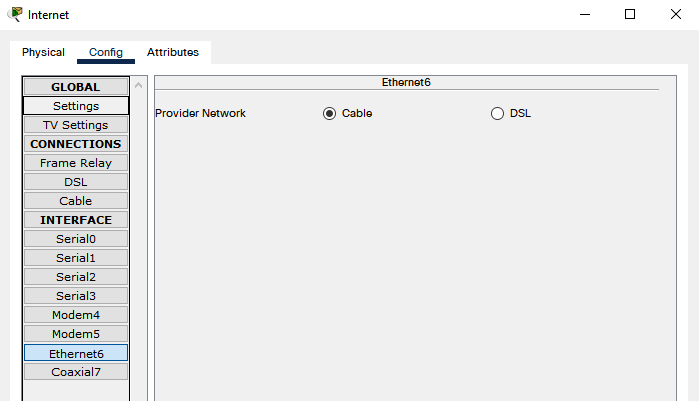 Internet
Physical Config Attributes
GLOBAL
Settings
TV Settings
CONNECTIONS
Frame Relay
DSL
Cable
INTERFACE
Serial0
Serial1
Serial2
Serial3
Modem4
Modem5
Ethernet6
Coaxial7
Ethernet6
Provider Network Cable DSL